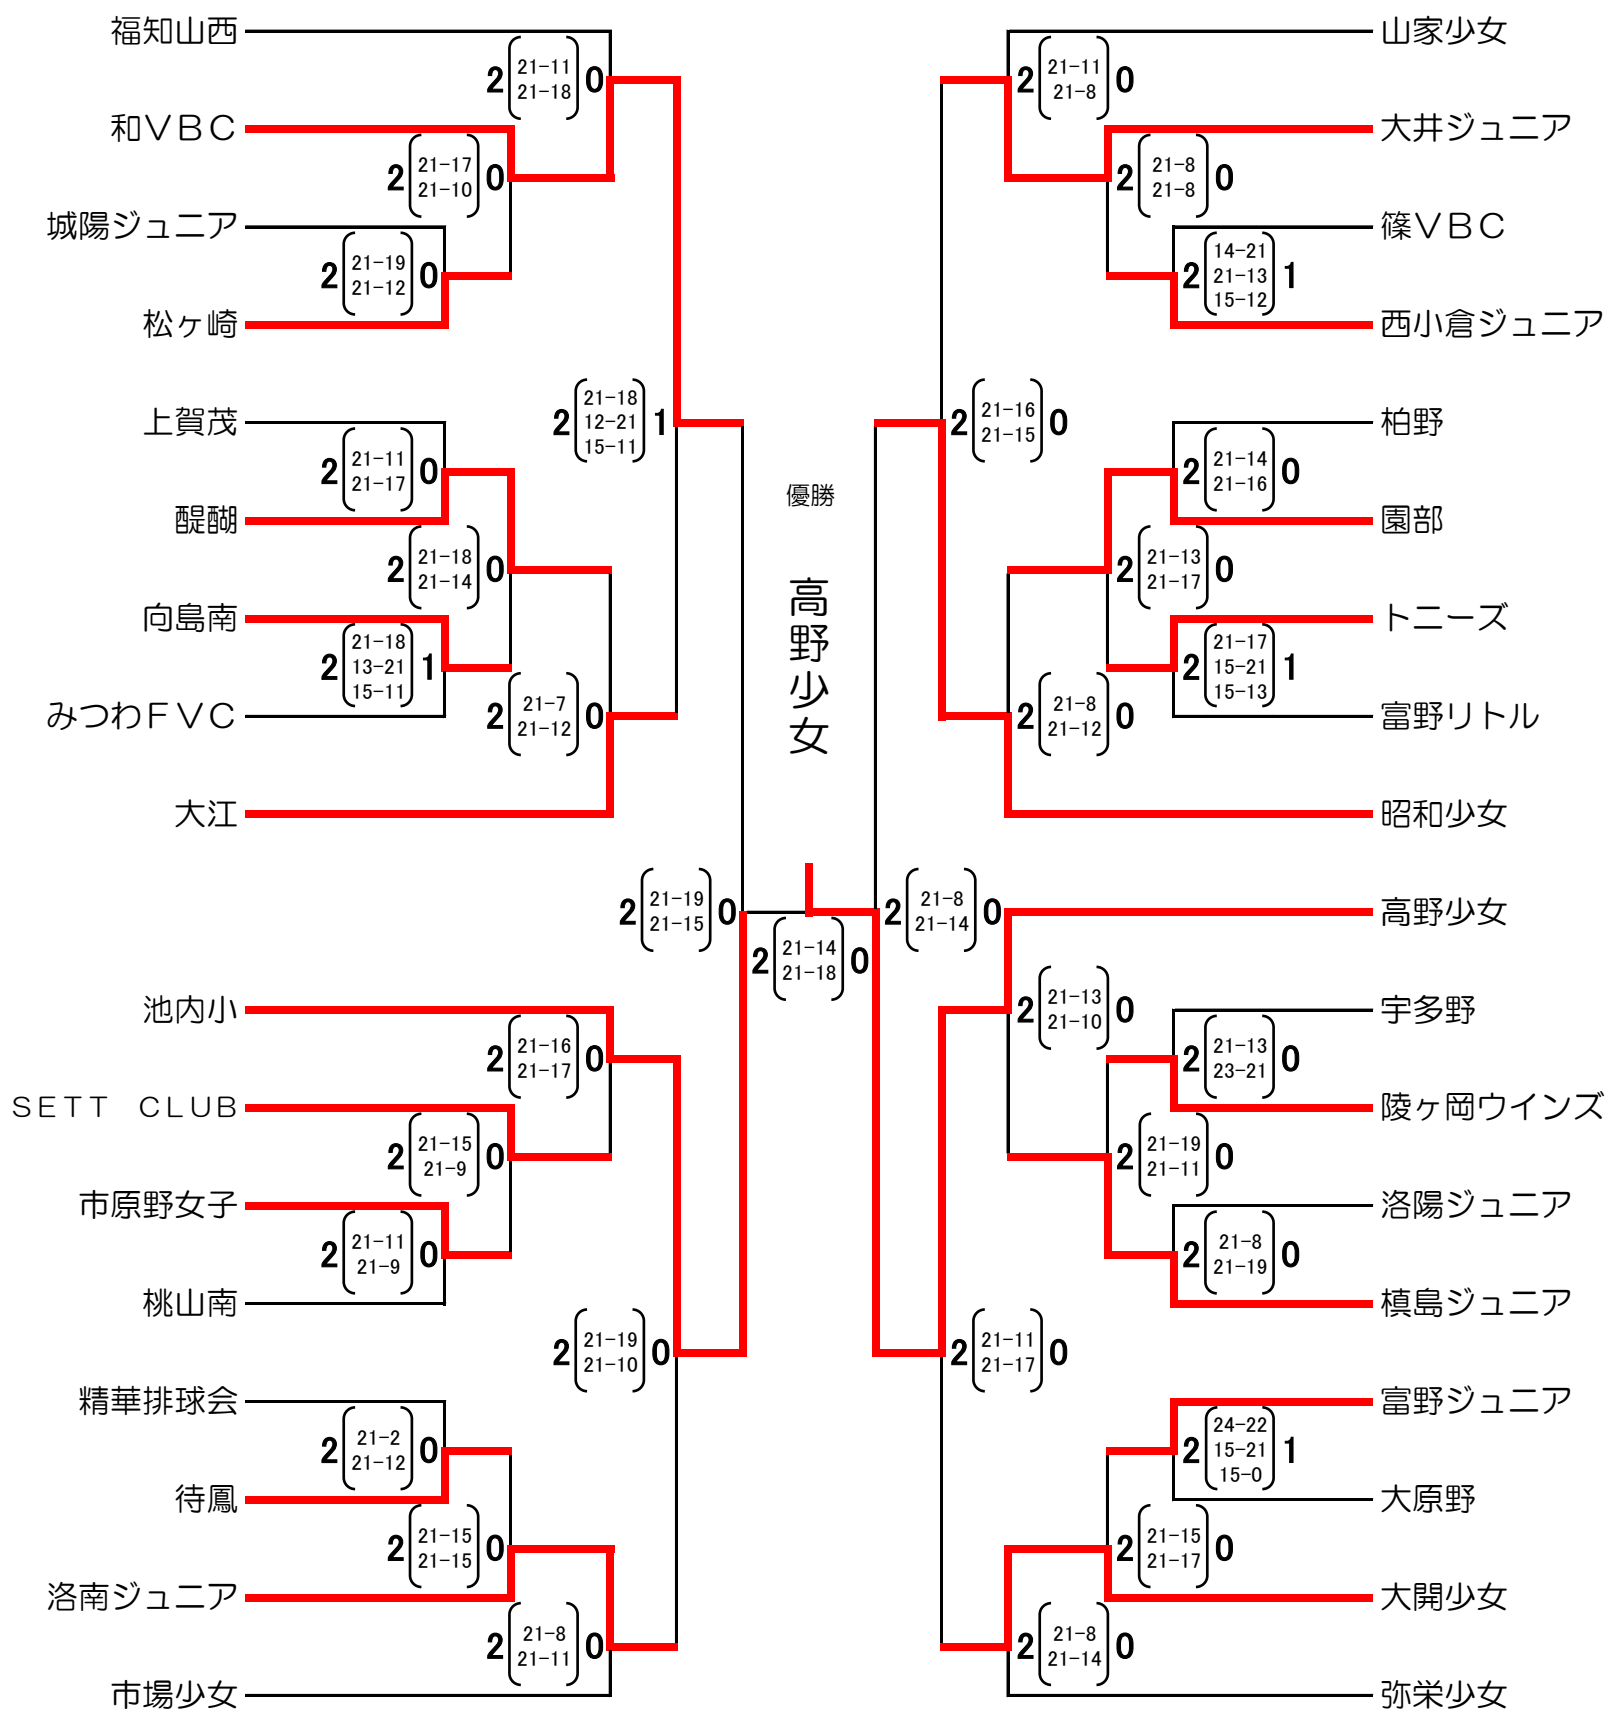 福知山西
2 21-11 0
21-18
和ＶＢＣ
2 21-17 0
21-10
城陽ジュニア
2 21-19 0
21-12
松ヶ崎
2 21-18 1
12-21
15-11
上賀茂
2 21-11 0
21-17
醍醐
2 21-18 0
21-14
向島南
2 21-18 1
13-21
15-11
みつわＦＶＣ
2 21-7 0
21-12
大江
2 21-19 0
21-15
池内小
2 21-16 0
21-17
ＳＥＴＴ　ＣＬＵＢ
2 21-15 0
21-9
市原野女子
2 21-11 0
21-9
桃山南
2 21-19 0
21-10
精華排球会
2 21-2 0
21-12
待鳳
2 21-15 0
21-15
洛南ジュニア
2 21-8 0
21-11
市場少女
優勝
高野少女
2 21-14 0
21-18
山家少女
2 21-11 0
21-8
大井ジュニア
2 21-8 0
21-8
篠ＶＢＣ
2 14-21 1
21-13
15-12
西小倉ジュニア
2 21-16 0
21-15
柏野
2 21-14 0
21-16
園部
2 21-13 0
21-17
トニーズ
2 21-17 1
15-21
15-13
富野リトル
2 21-8 0
21-12
昭和少女
2 21-8 0
21-14
高野少女
2 21-13 0
21-10
宇多野
2 21-13 0
23-21
陵ヶ岡ウインズ
2 21-19 0
21-11
洛陽ジュニア
2 21-8 0
21-19
槙島ジュニア
2 21-11 0
21-17
富野ジュニア
2 24-22 1
15-21
15-0
大原野
2 21-15 0
21-17
大開少女
2 21-8 0
21-14
弥栄少女